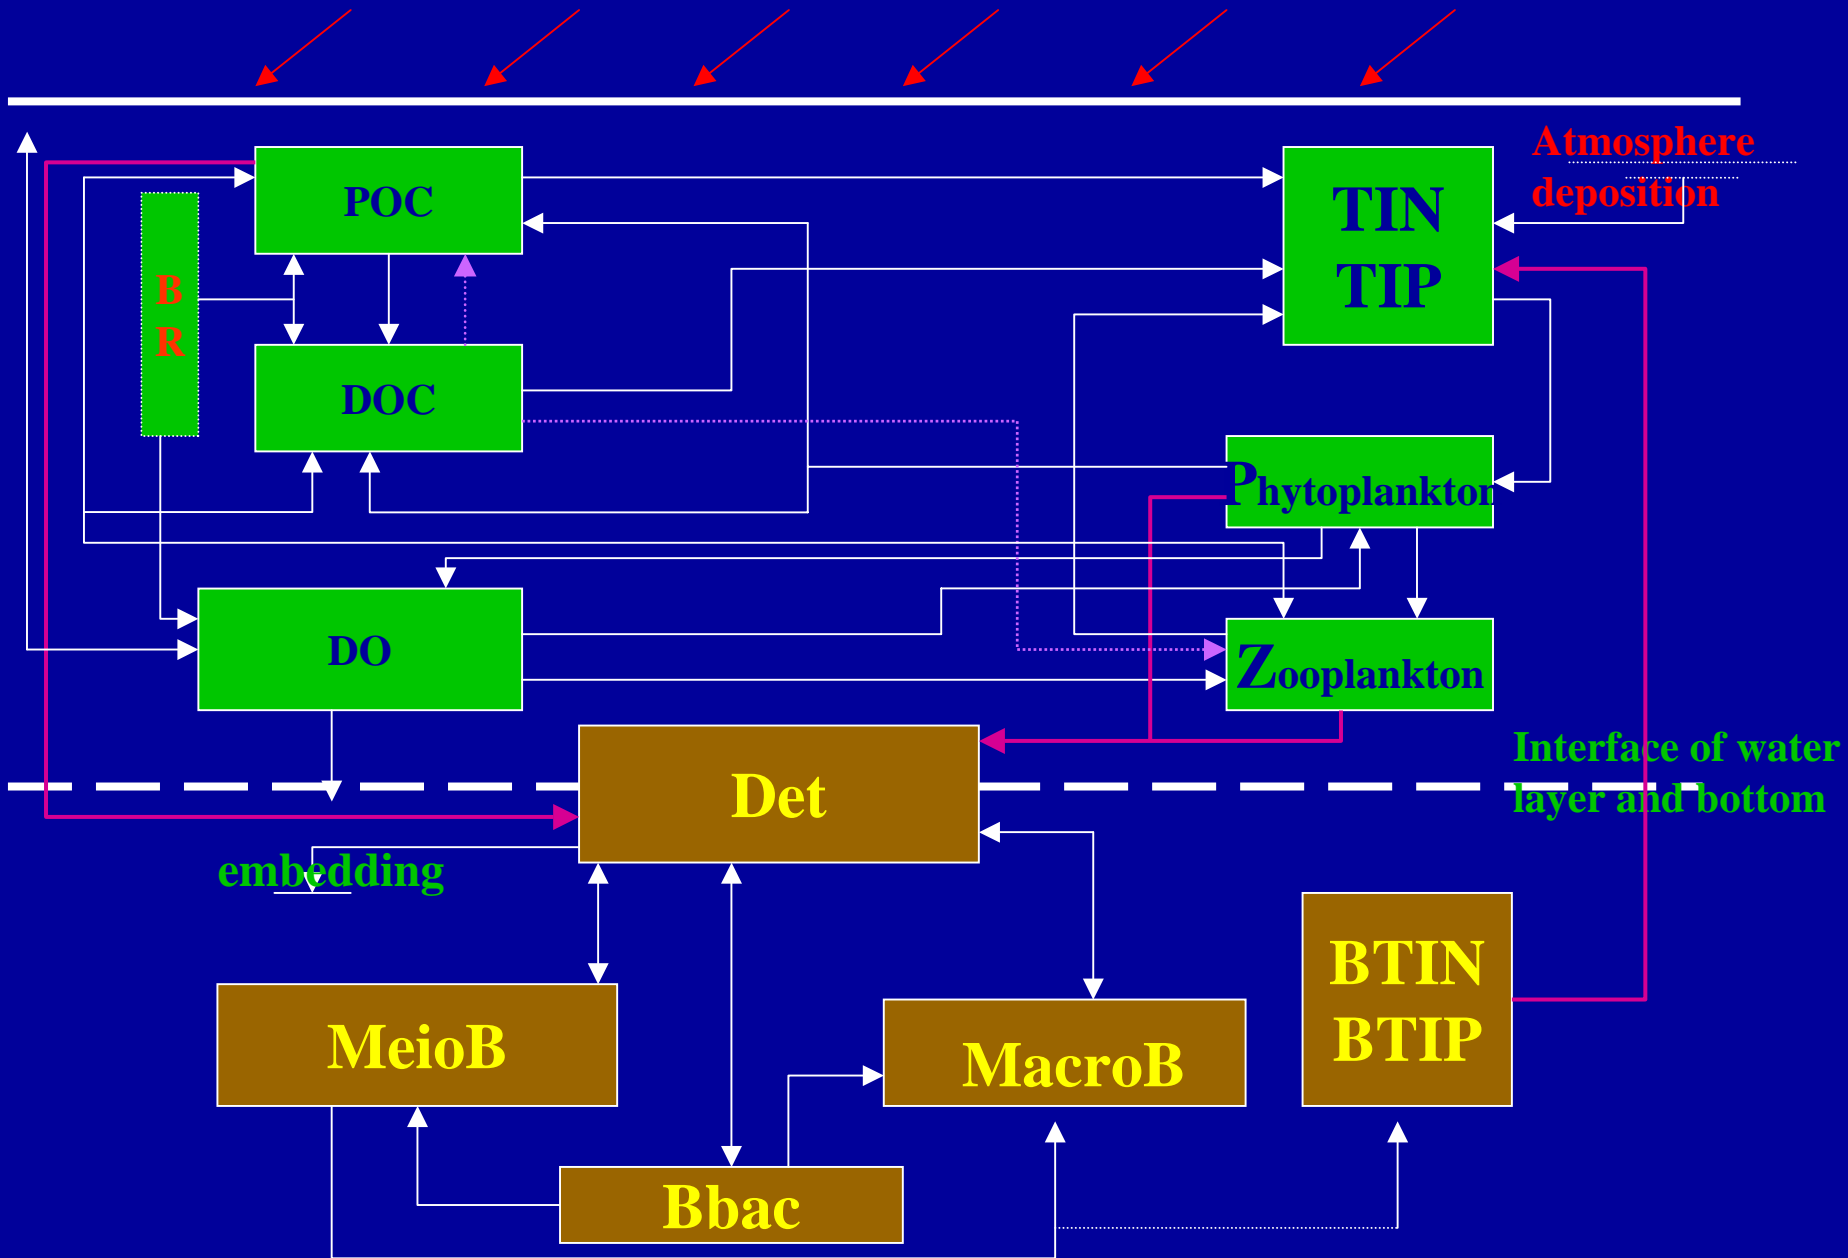 Atmosphere
deposition
POC
TIN
TIP
B
R
DOC
Phytoplankton
DO
Zooplankton
Interface of water
layer and bottom
Det
embedding
BTIN
BTIP
MeioB
MacroB
Bbac